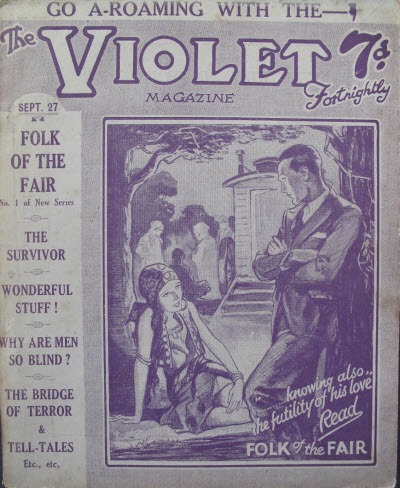 GO A-ROAMING WITH THE—
The
VIOLET
MAGAZINE
7d
Fortnightly
SEPT. 27
FOLK
OF THE
FAIR
No. 1 of New Series
THE
SURVIVOR
WONDERFUL
STUFF!
WHY ARE MEN
SO BLIND?
THE BRIDGE
OF TERROR
&
TELL-TALES
Etc., etc,
knowing also..
the futility of his love
Read
FOLK of the FAIR